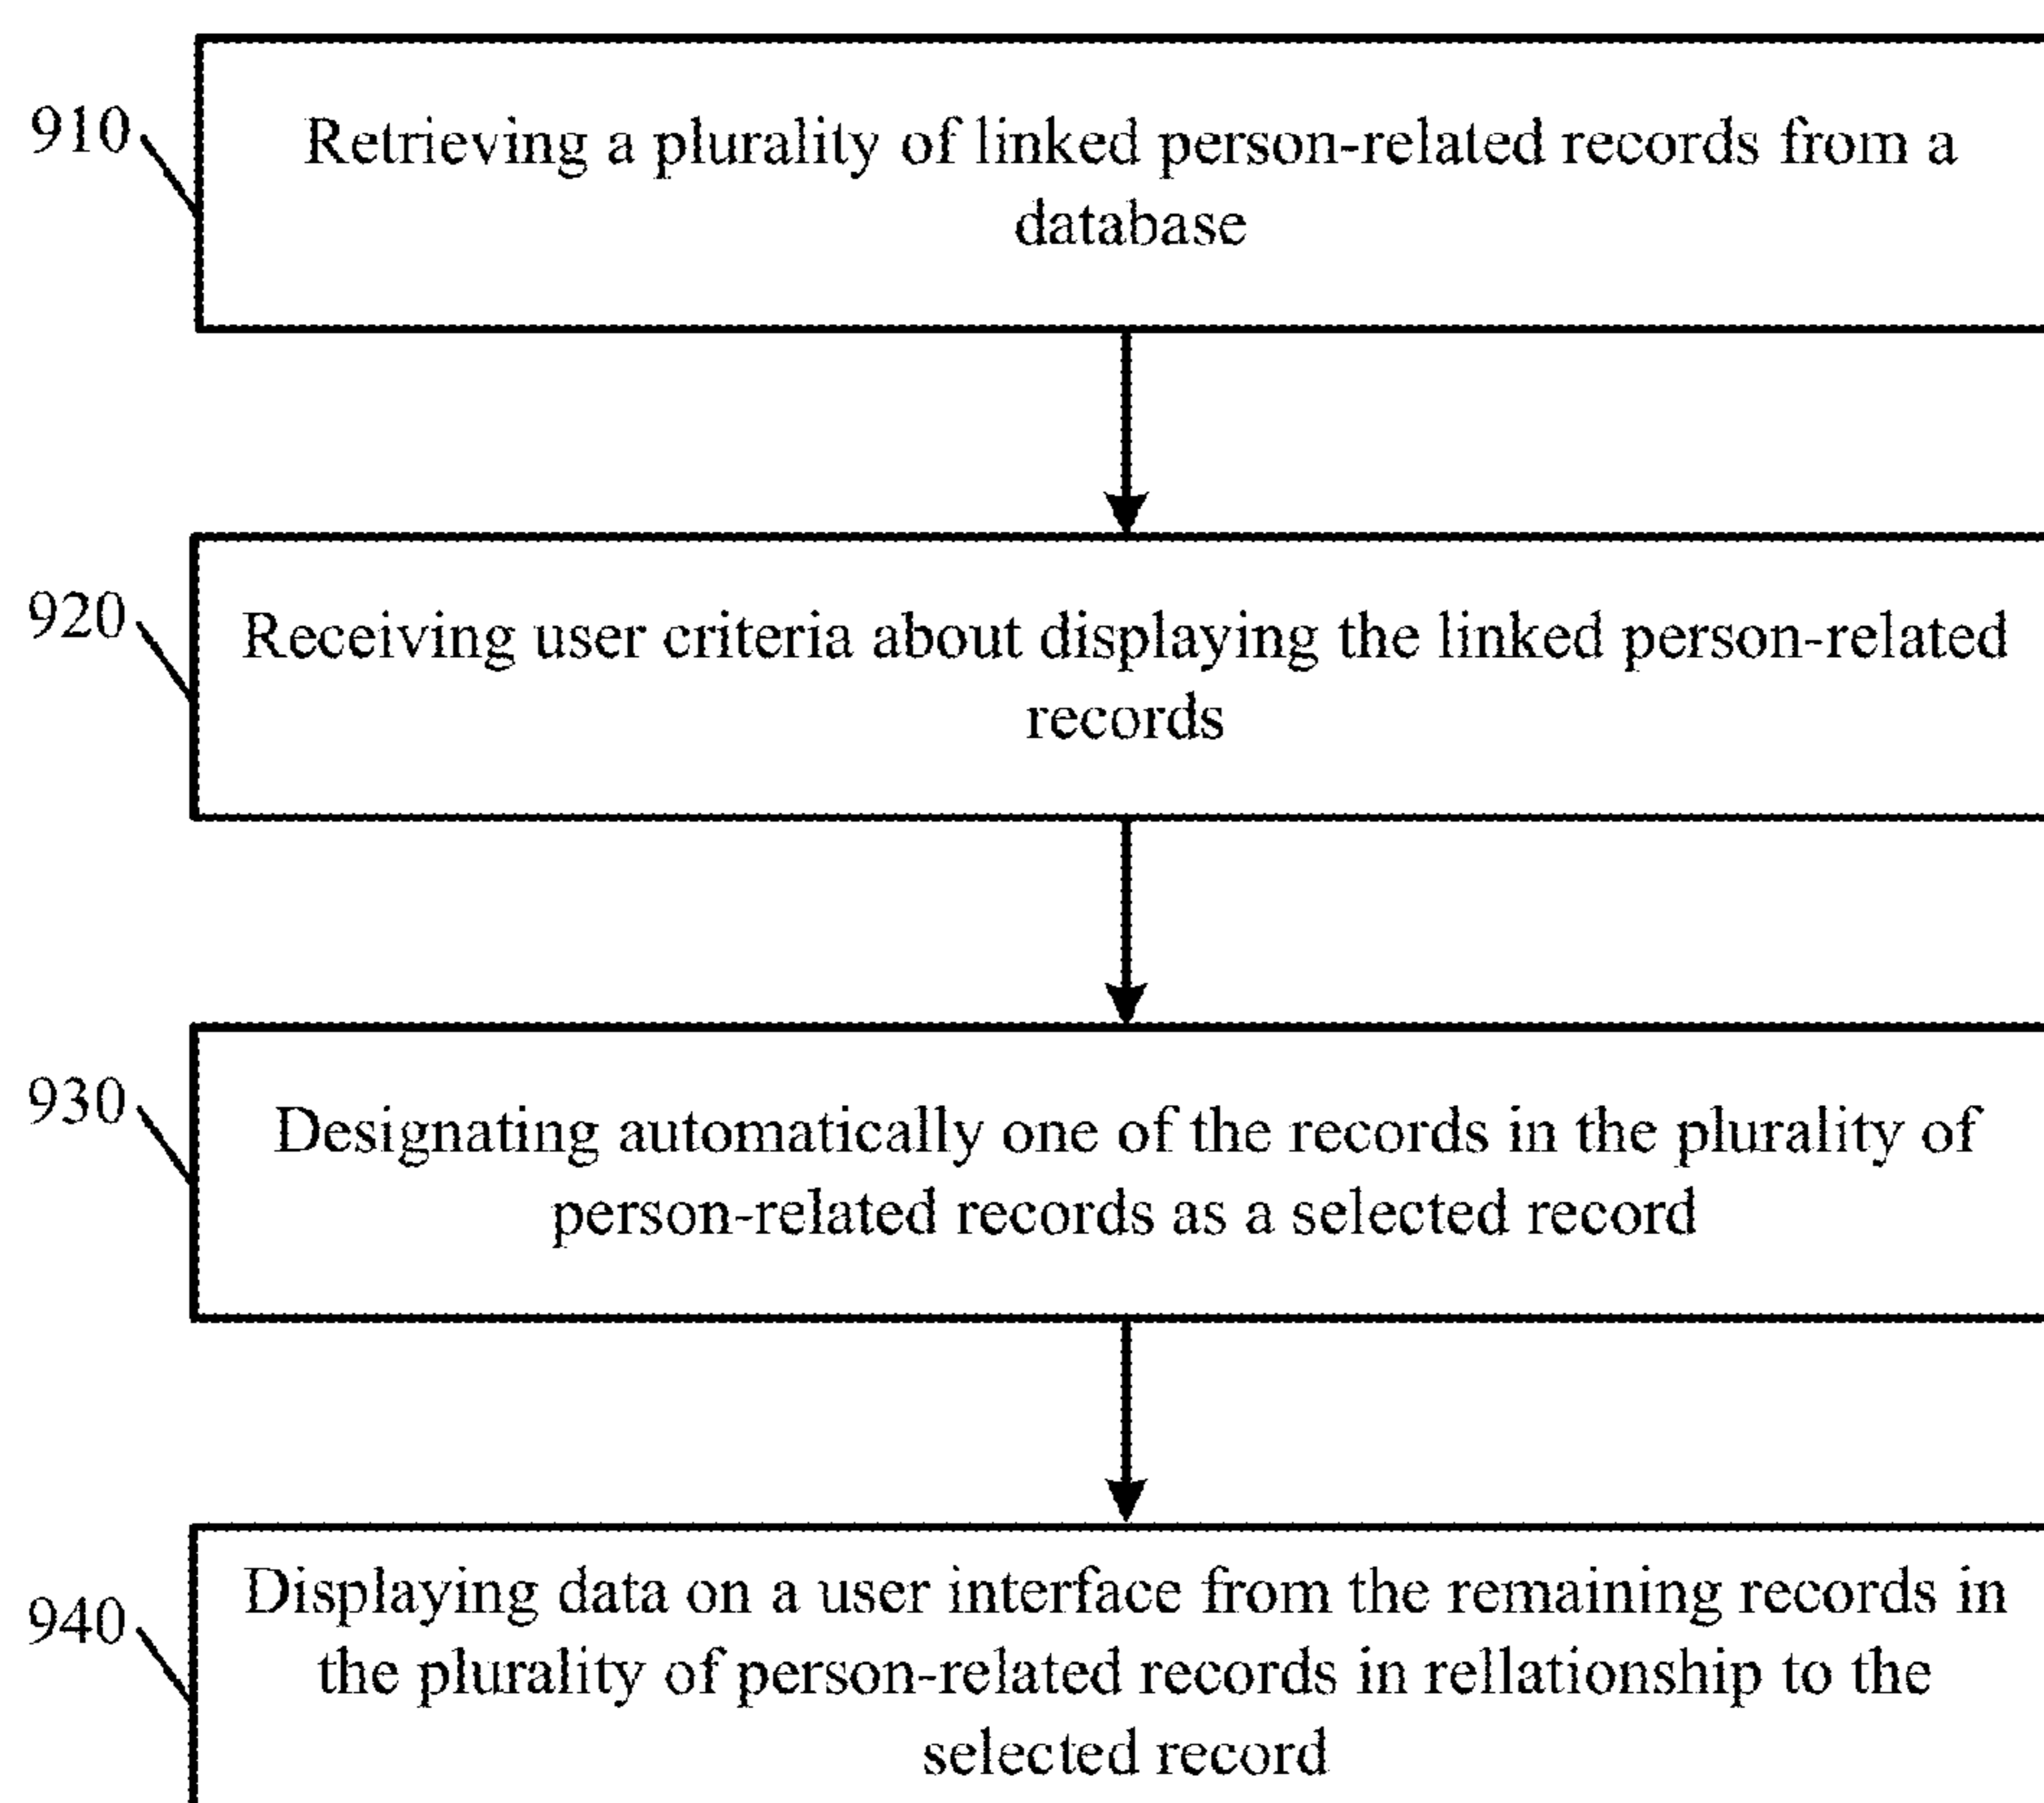 910
Retrieving a plurality of linked person-related records from a
database
920
Receiving user criteria about displaying the linked person-related
records
930
Designating automatically one of the records in the plurality of
person-related records as a selected record
940
Displaying data on a user interface from the remaining records in
the plurality of person-related records in rellationship to the
selected record